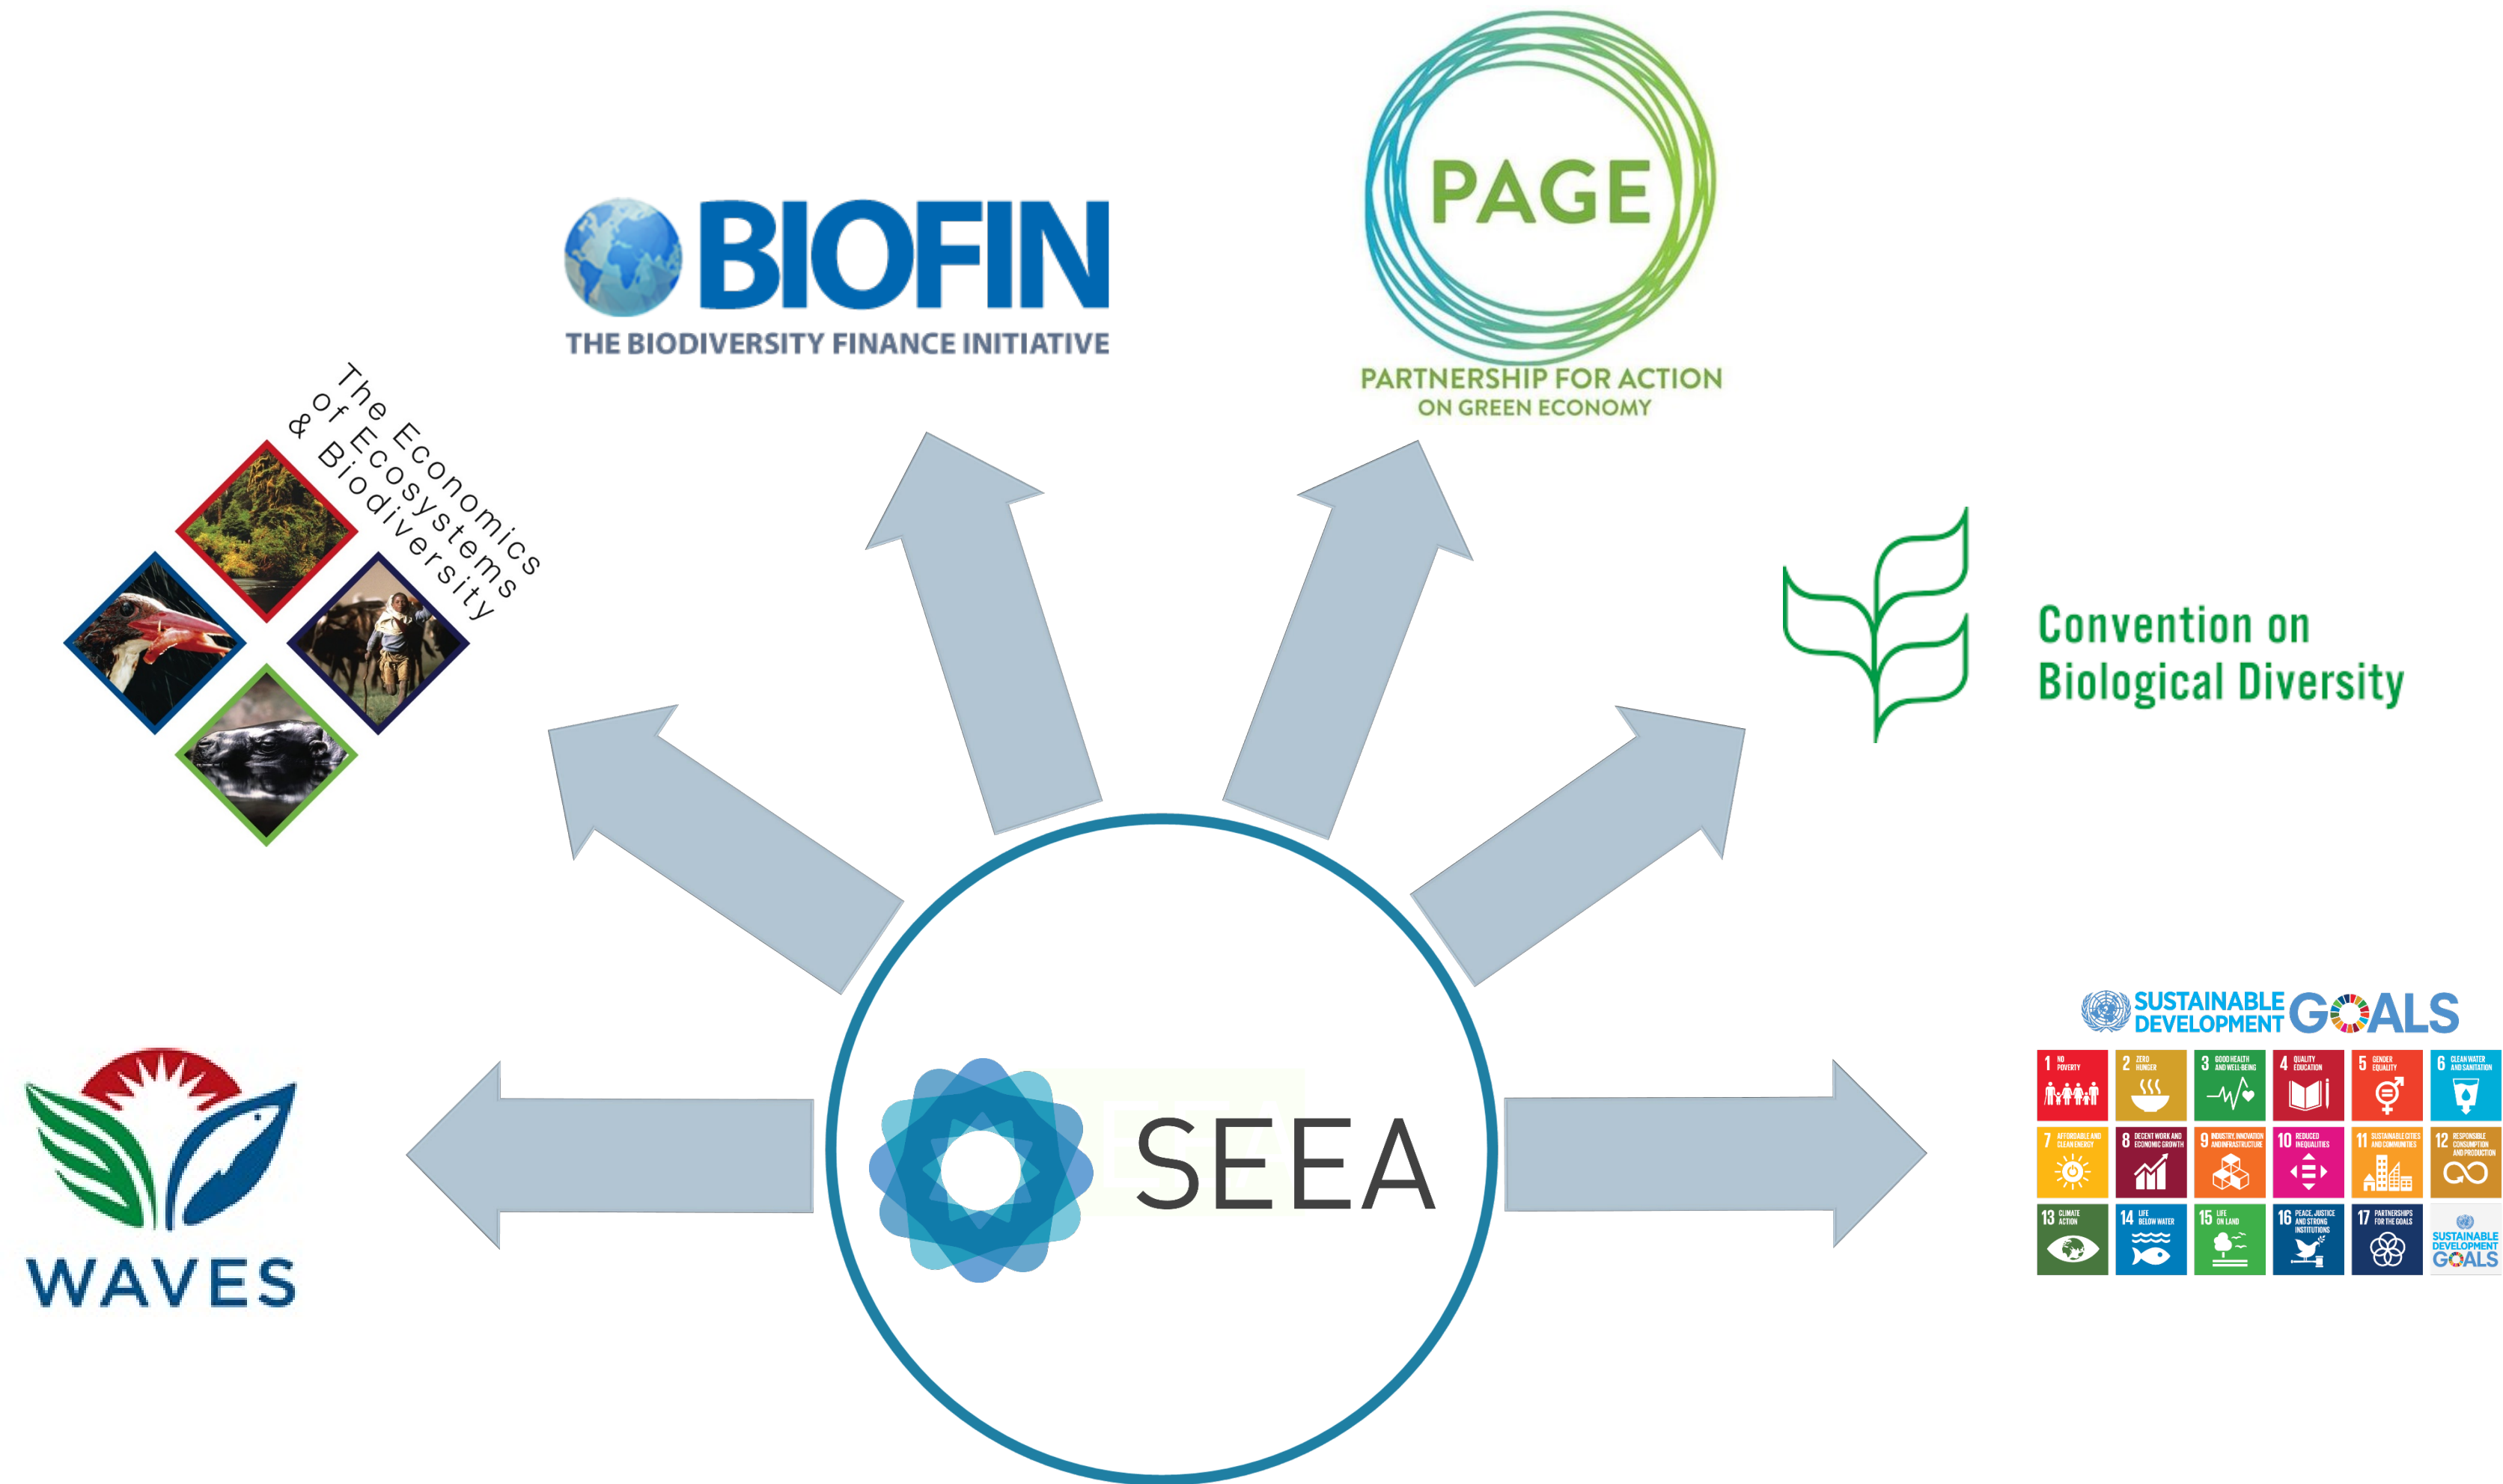 PAGE
PARTNERSHIP FOR ACTION
ON GREEN ECONOMY
BIOFIN
THE BIODIVERSITY FINANCE INITIATIVE
The Economics
of Ecosystems
& Biodiversity
Convention on
Biological Diversity
SUSTAINABLE
DEVELOPMENT
GOALS
1 NO
POVERTY
2 ZERO
HUNGER
3 GOOD HEALTH
AND WELL-BEING
4 QUALITY
EDUCATION
5 GENDER
EQUALITY
6 CLEAN WATER
AND SANITATION
7 AFFORDABLE AND
CLEAN ENERGY
8 DECENT WORK AND
ECONOMIC GROWTH
9 INDUSTRY, INNOVATION
AND INFRASTRUCTURE
10 REDUCED
INEQUALITIES
11 SUSTAINABLE CITIES
AND COMMUNITIES
12 RESPONSIBLE
CONSUMPTION
AND PRODUCTION
13 CLIMATE
ACTION
14 LIFE
BELOW WATER
15 LIFE
ON LAND
16 PEACE, JUSTICE
AND STRONG
INSTITUTIONS
17 PARTNERSHIPS
FOR THE GOALS
SUSTAINABLE
DEVELOPMENT
GOALS
WAVES
SEEA